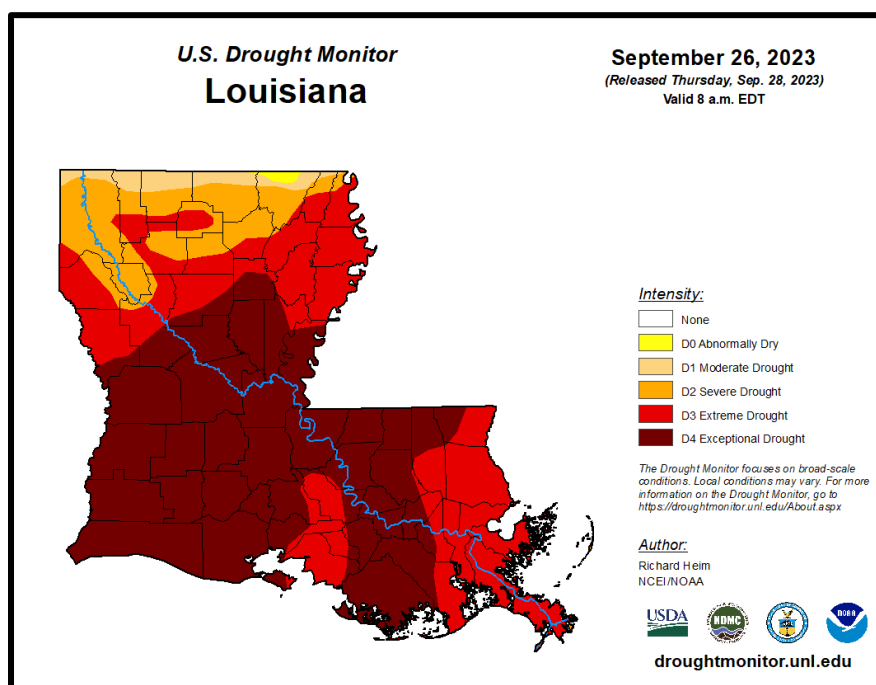 U.S. Drought Monitor
Louisiana
September 26, 2023
(Released Thursday, Sep. 28, 2023)
Valid 8 a.m. EDT
Intensity:
None
D0 Abnormally Dry
D1 Moderate Drought
D2 Severe Drought
D3 Extreme Drought
D4 Exceptional Drought
The Drought Monitor focuses on broad-scale
conditions. Local conditions may vary. For more
information on the Drought Monitor, go to
https://droughtmonitor.unl.edu/About.aspx
Author:
Richard Heim
NCEI/NOAA
USDA
NDMC
NOAA
droughtmonitor.unl.edu